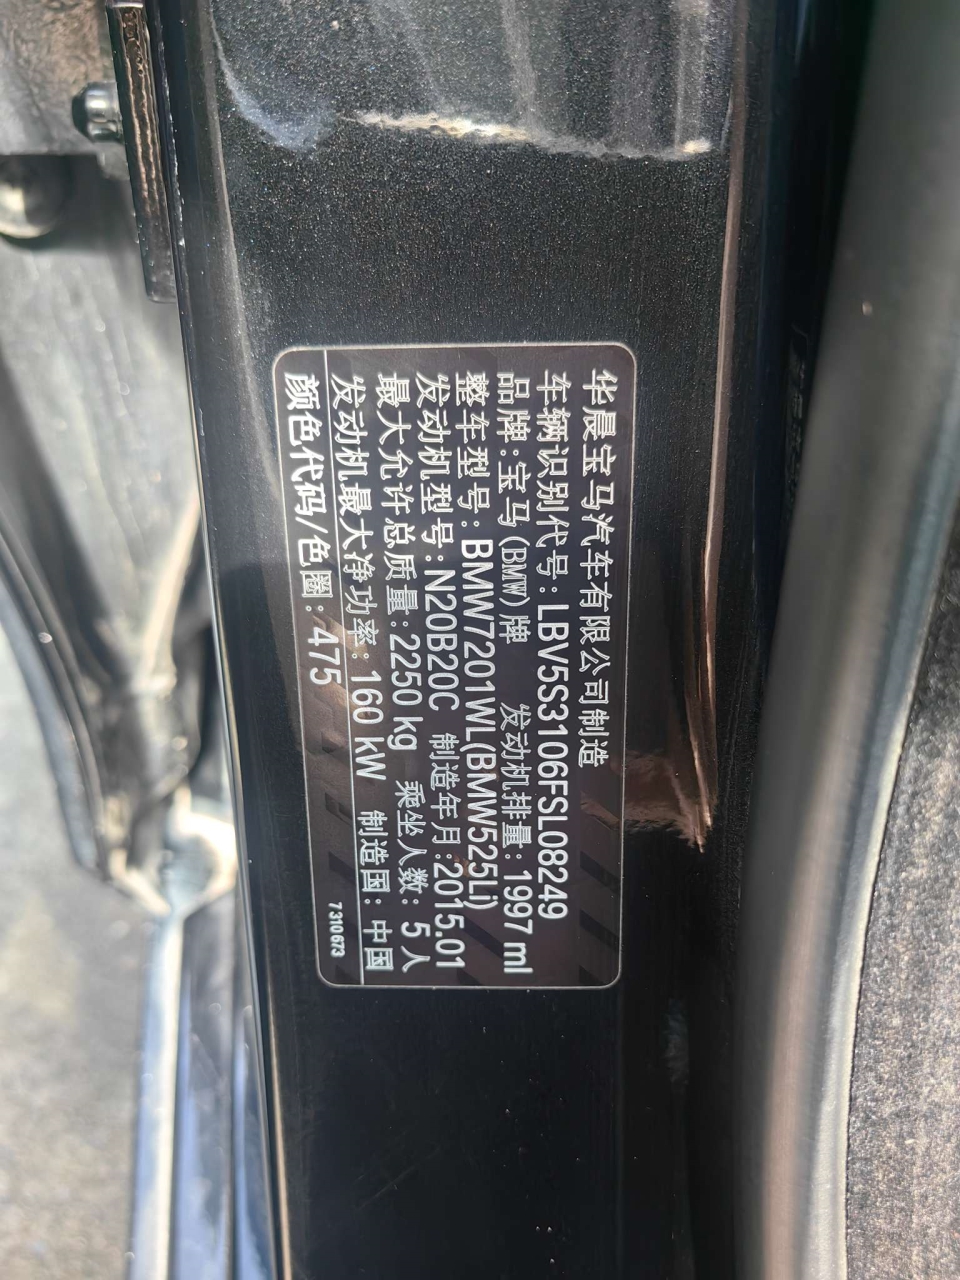 华晨宝马汽车有限公司制造
车辆识别代号:LBV5S3106FSL08249
品牌:宝马(BMW)牌 发动机排量:1997 ml
整车型号:BMW7201WL(BMW525Li)
发动机型号:N20B20C 制造年月:2015.01
最大允许总质量:2250 kg 乘坐人数:5人
发动机最大净功率:160 kW 制造国:中国
颜色代码/色圈:475 7310673